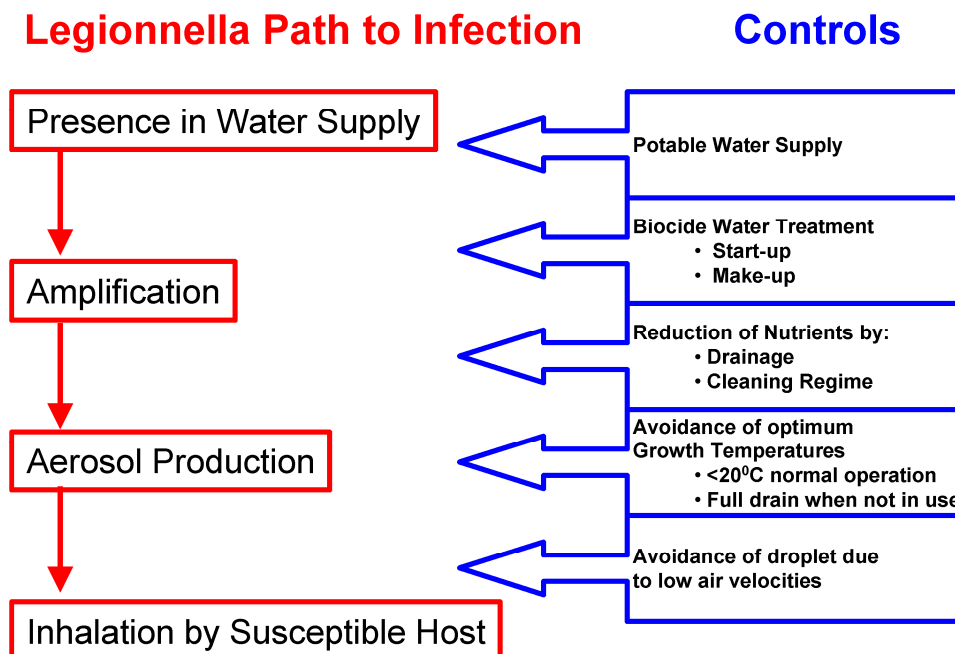 Legionnella Path to Infection
Controls
Presence in Water Supply
Amplification
Aerosol Production
Inhalation by Susceptible Host
Potable Water Supply
Biocide Water Treatment
• Start-up
• Make-up
Reduction of Nutrients by:
• Drainage
• Cleaning Regime
Avoidance of optimum
Growth Temperatures
• <20⁰C normal operation
• Full drain when not in use
Avoidance of droplet due
to low air velocities